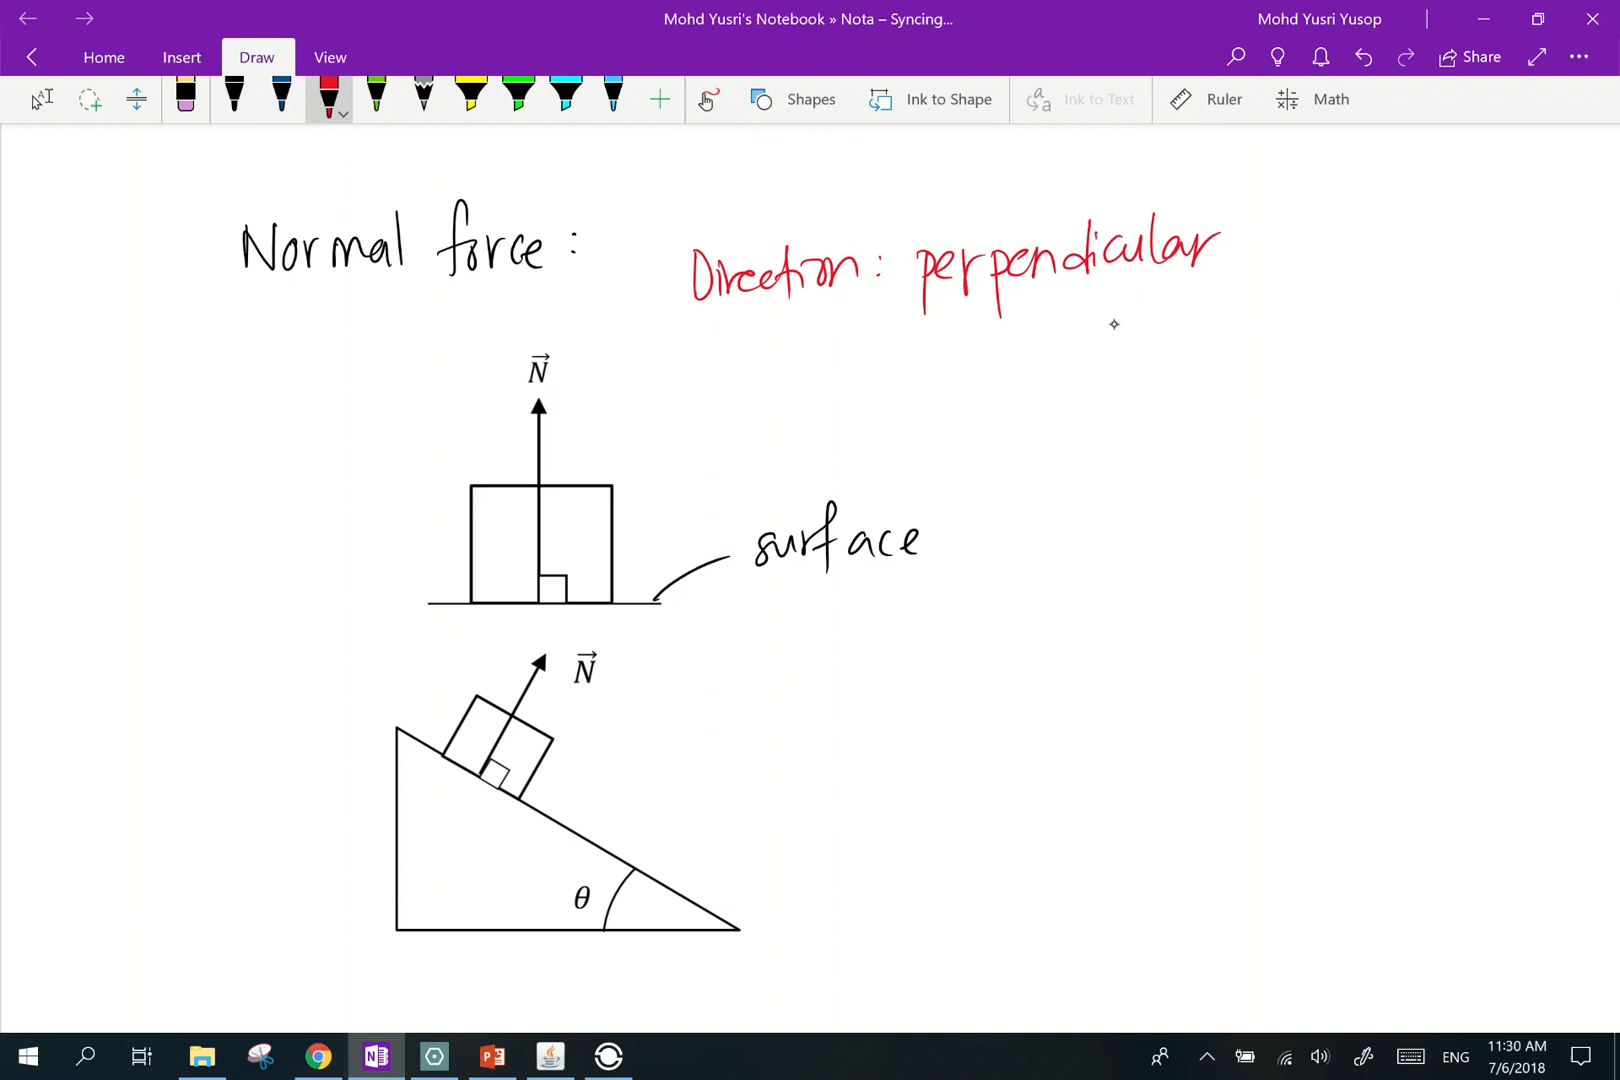 Mohd Yusri's Notebook » Nota – Syncing...
Mohd Yusri Yusop
Home Insert Draw View
Share
Shapes Ink to Shape Ink to Text Ruler Math
Normal force :
Direction : perpendicular
N⃗
surface
N⃗
θ
ENG
11:30 AM
7/6/2018